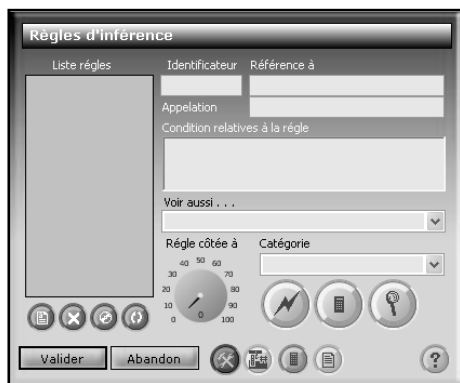 Règles d'inférence
Liste régles
Identificateur Référence à
Appelation
Condition relatives à la régle
Voir aussi . . .
Régle côtée à Catégorie
0 10 20 30 40 50 60 70 80 90 100
0
Valider Abandon ?